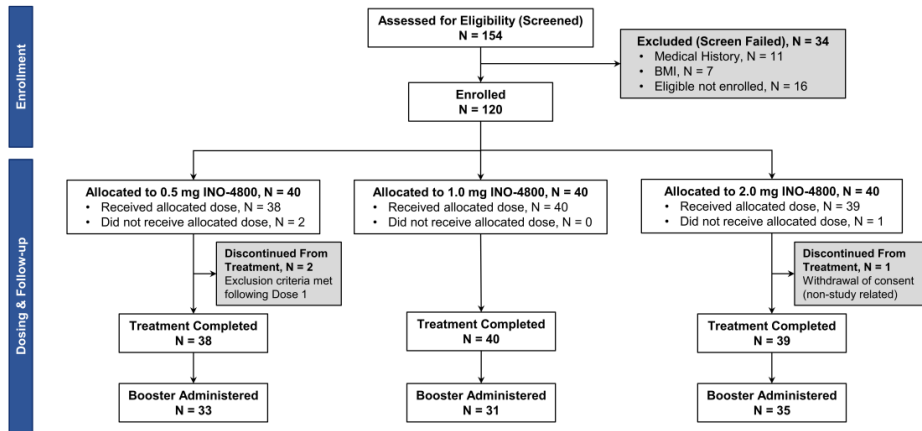 Enrollment
Assessed for Eligibility (Screened)
N = 154
Excluded (Screen Failed), N = 34
• Medical History, N = 11
• BMI, N = 7
• Eligible not enrolled, N = 16
Enrolled
N = 120
Dosing & Follow-up
Allocated to 0.5 mg INO-4800, N = 40
• Received allocated dose, N = 38
• Did not receive allocated dose, N = 2
Allocated to 1.0 mg INO-4800, N = 40
• Received allocated dose, N = 40
• Did not receive allocated dose, N = 0
Allocated to 2.0 mg INO-4800, N = 40
• Received allocated dose, N = 39
• Did not receive allocated dose, N = 1
Discontinued From
Treatment, N = 2
Exclusion criteria met
following Dose 1
Discontinued From
Treatment, N = 1
Withdrawal of consent
(non-study related)
Treatment Completed
N = 38
Treatment Completed
N = 40
Treatment Completed
N = 39
Booster Administered
N = 33
Booster Administered
N = 31
Booster Administered
N = 35